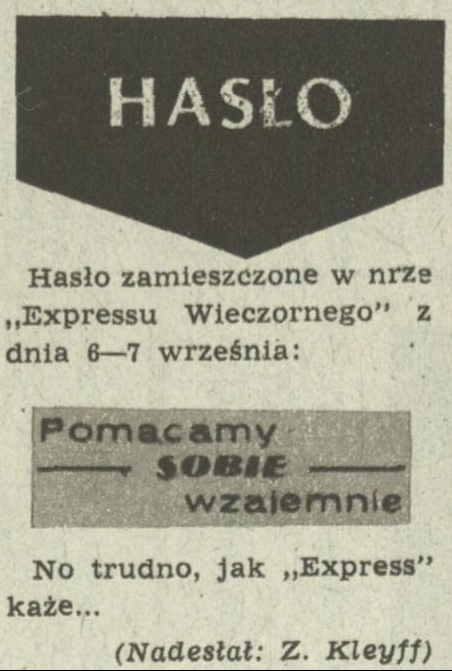 HASŁO
Hasło zamieszczone w nrze
„Expressu Wieczornego” z
dnia 6—7 września:
Pomacamy
SOBIE
wzajemnie
No trudno, jak „Express”
każe...
(Nadesłał: Z. Kleyff)